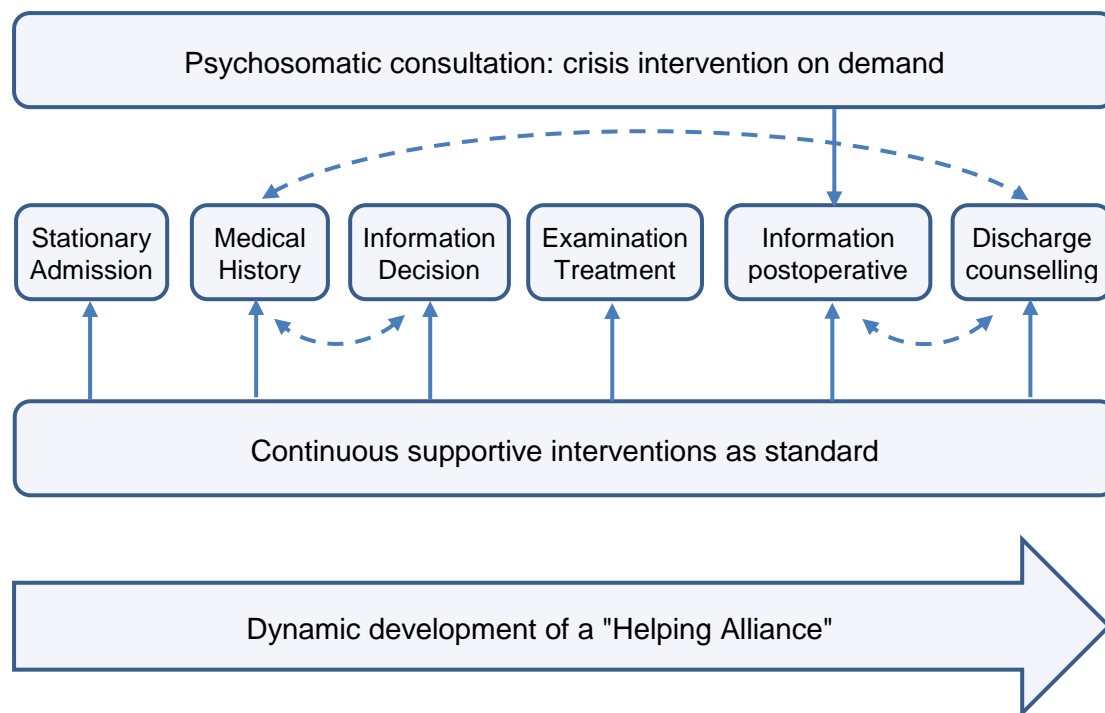 Psychosomatic consultation: crisis intervention on demand
Stationary
Admission
Medical
History
Information
Decision
Examination
Treatment
Information
postoperative
Discharge
counselling
Continuous supportive interventions as standard
Dynamic development of a "Helping Alliance"